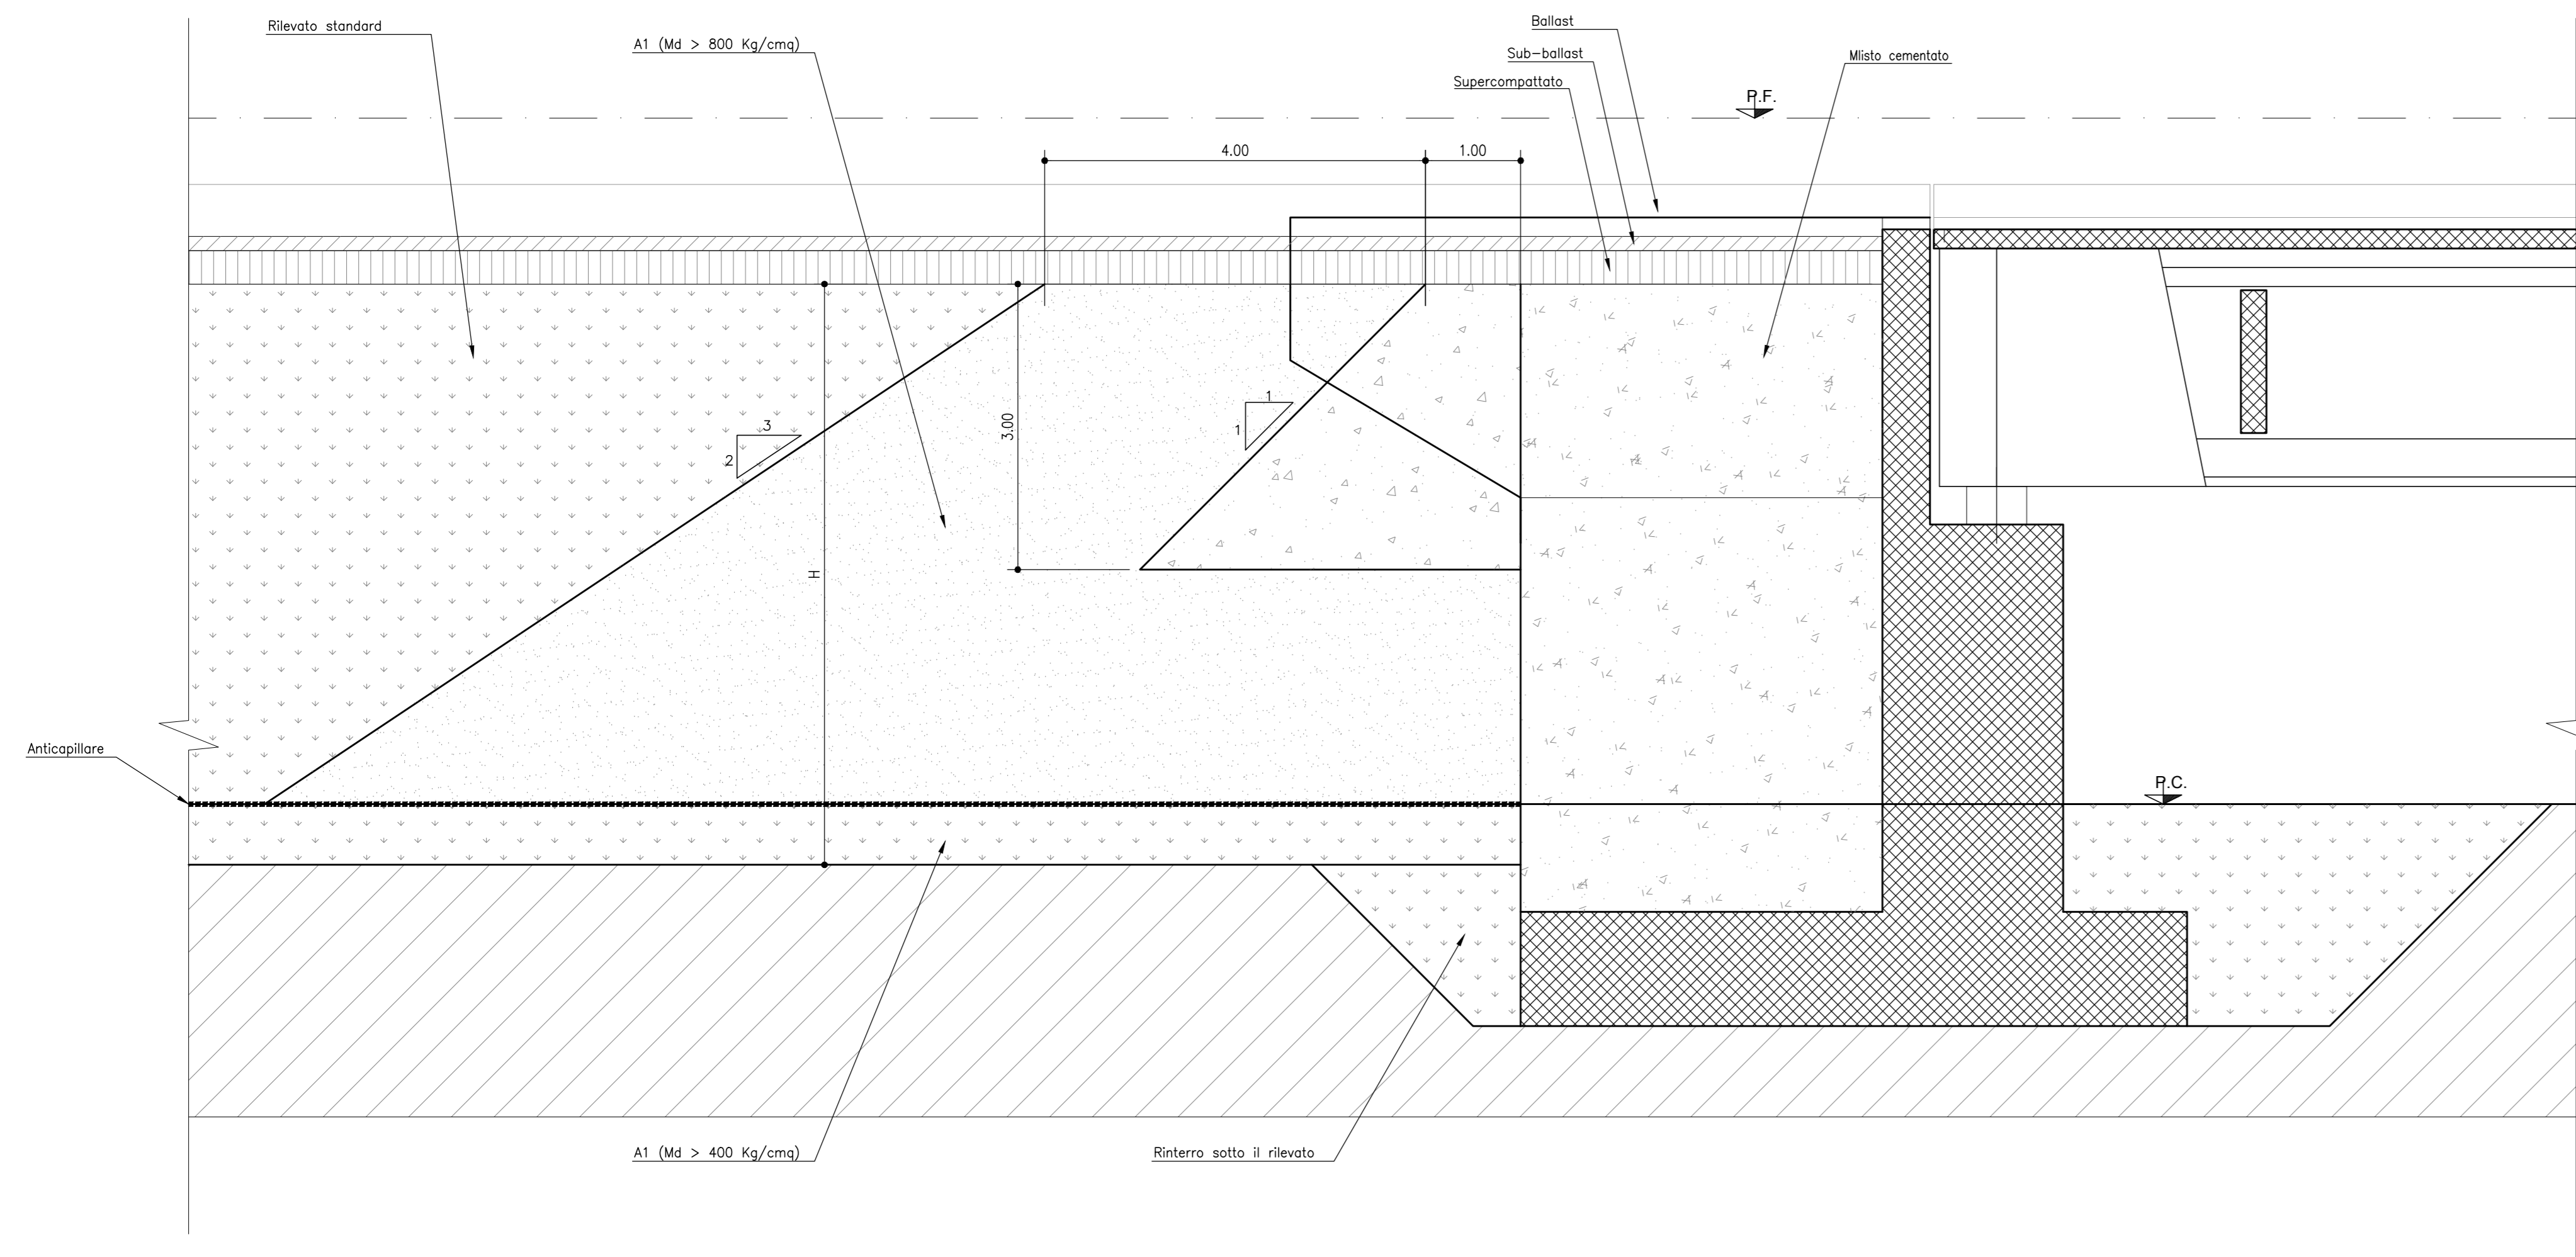 Ballast
Rilevato standard
A1 (Md > 800 Kg/cmq)
Sub-ballast
Mlisto cementato
Supercompattato
P.F.
4.00
1.00
1
3
3.00
1
2
H
Anticapillare
P.C.
A1 (Md > 400 Kg/cmq)
Rinterro sotto il rilevato